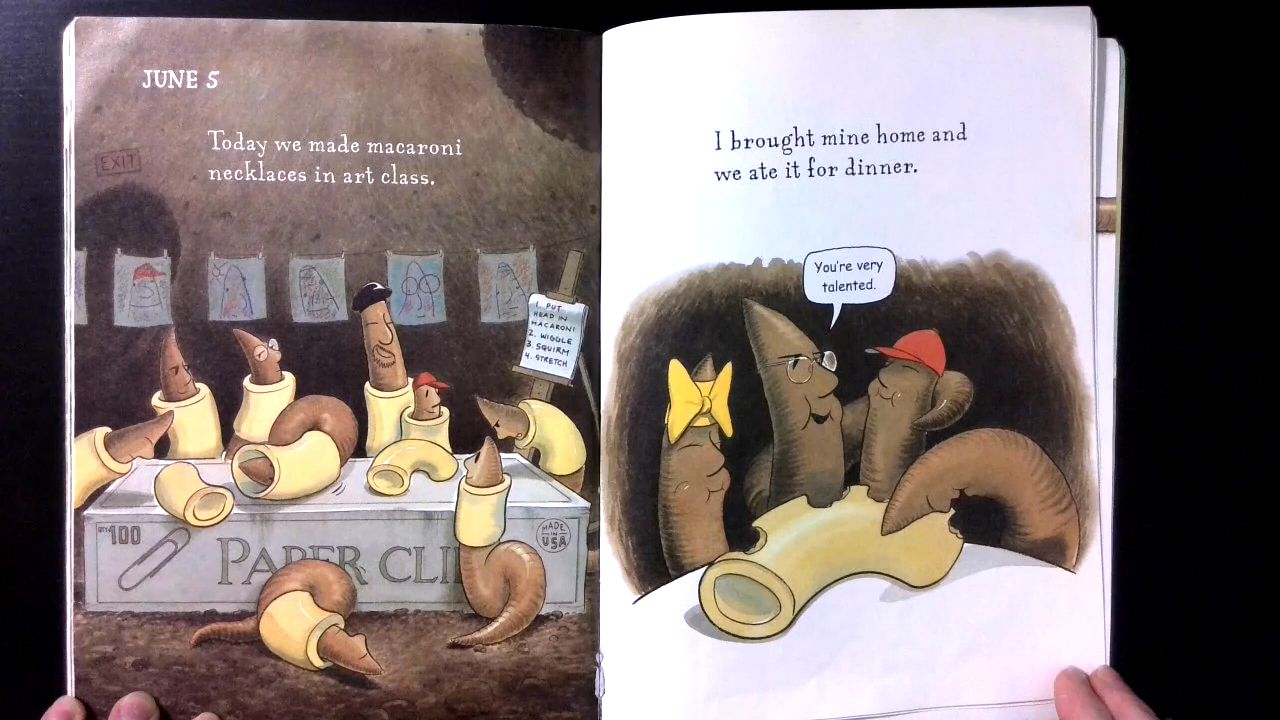 JUNE 5
Today we made macaroni
necklaces in art class.
EXIT
1. PUT
HEAD IN
MACARONI
2. WIGGLE
3. SQUIRM
4. STRETCH
100
PAPER CLI
MADE
IN
USA
I brought mine home and
we ate it for dinner.
You're very
talented.